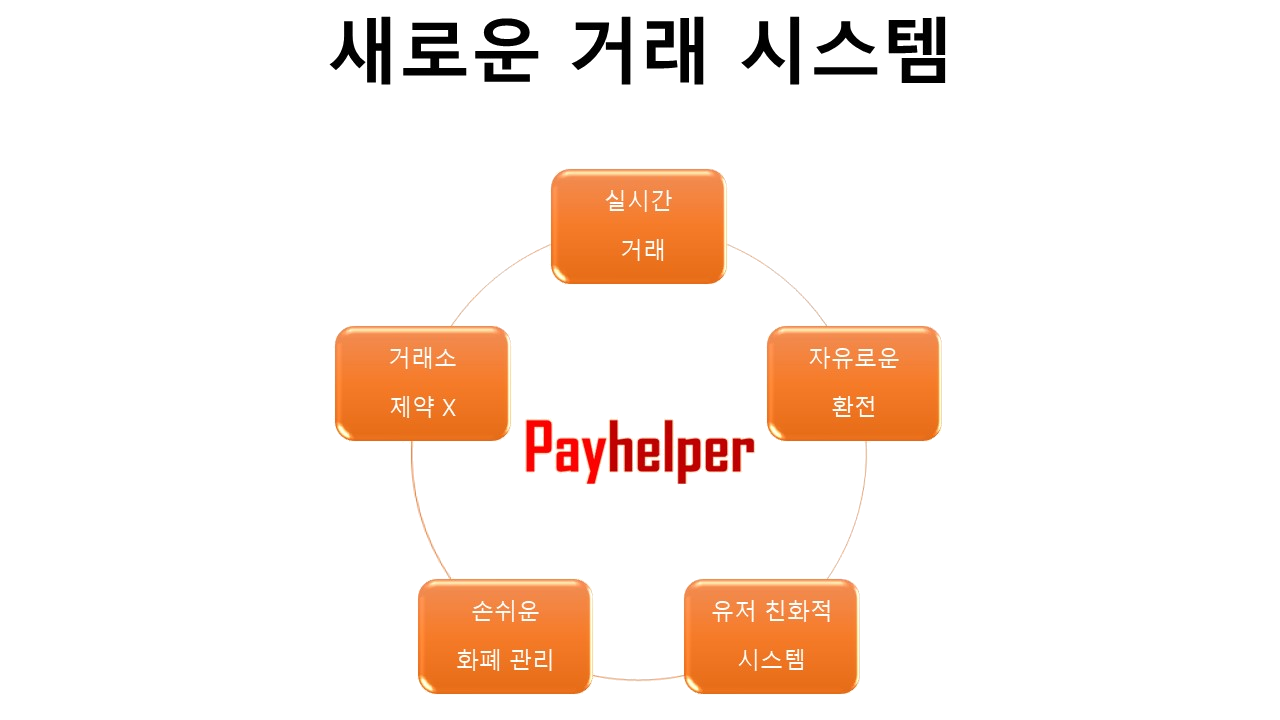 새로운 거래 시스템
실시간
거래
거래소
제약 X
자유로운
환전
Payhelper
손쉬운
화폐 관리
유저 친화적
시스템